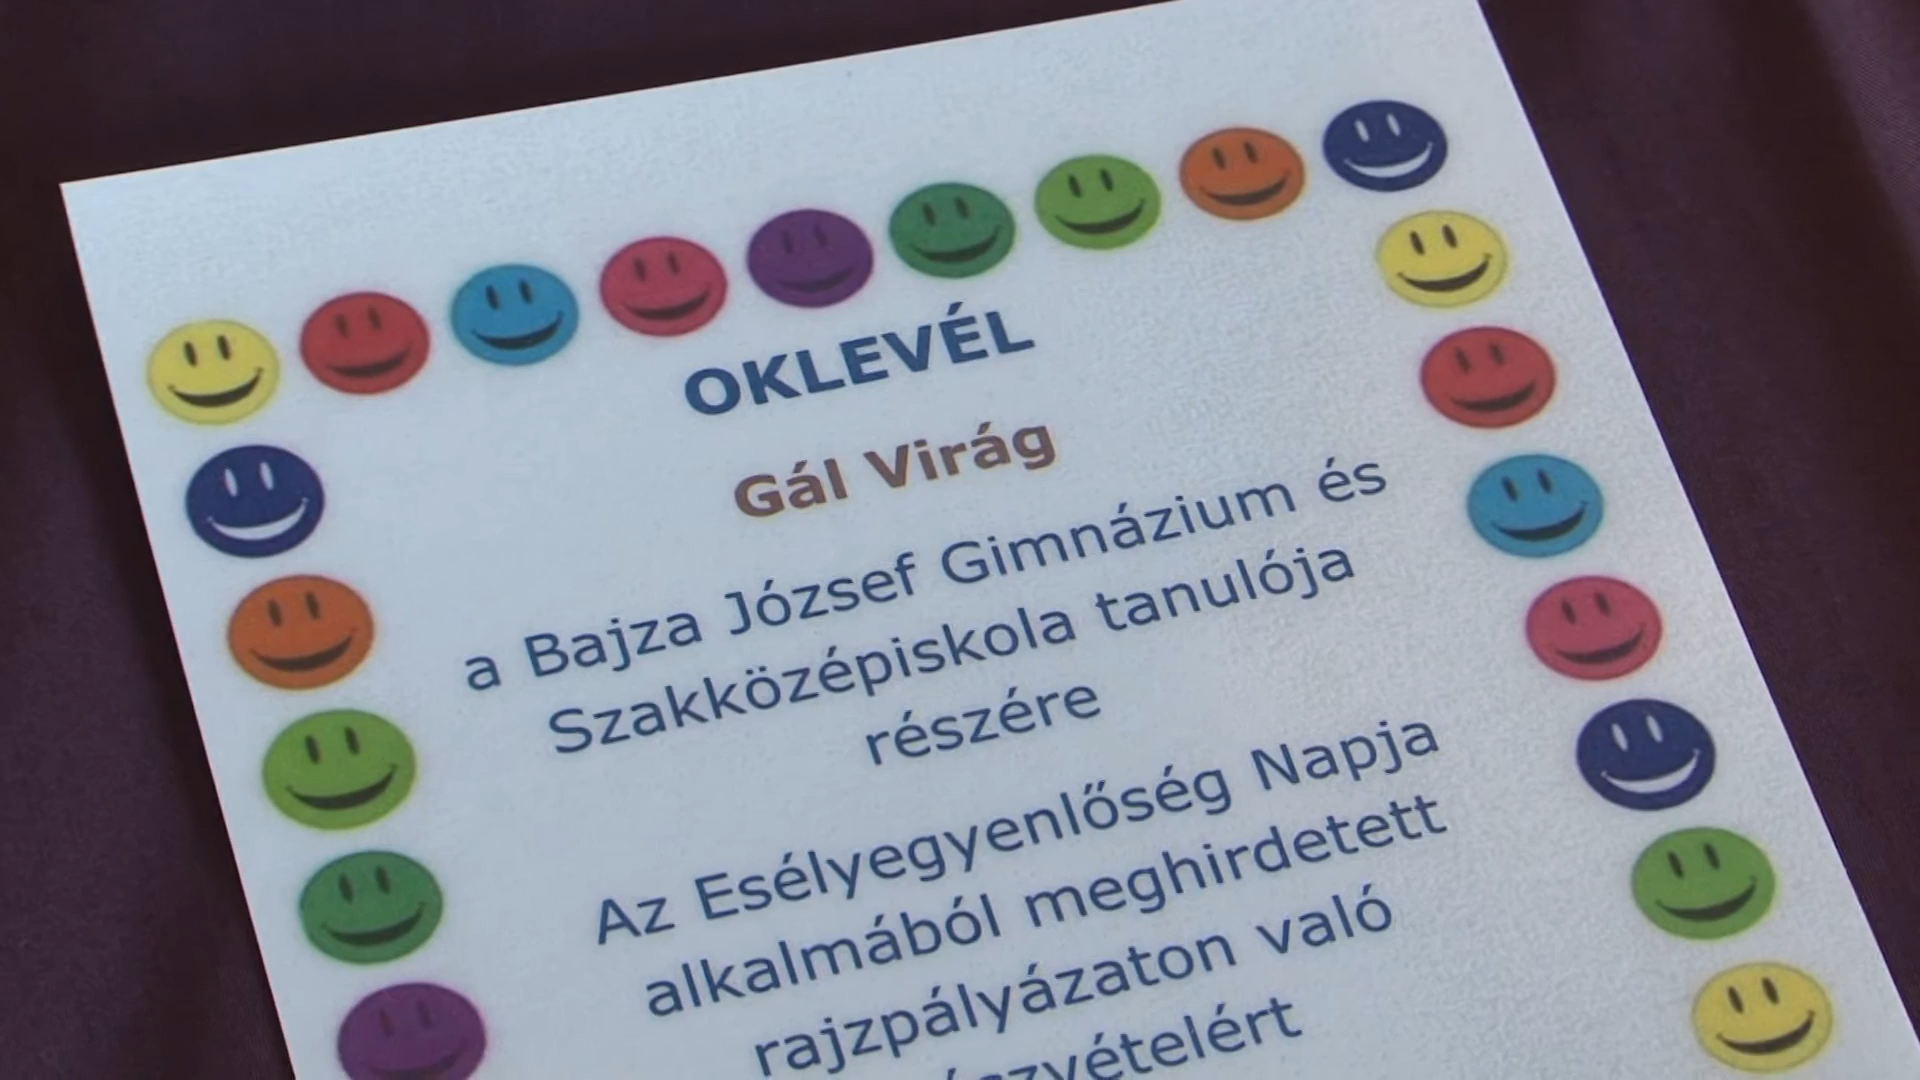 OKLEVÉL
Gál Virág
a Bajza József Gimnázium és
Szakközépiskola tanulója
részére
Az Esélyegyenlőség Napja
alkalmából meghirdetett
rajzpályázaton való